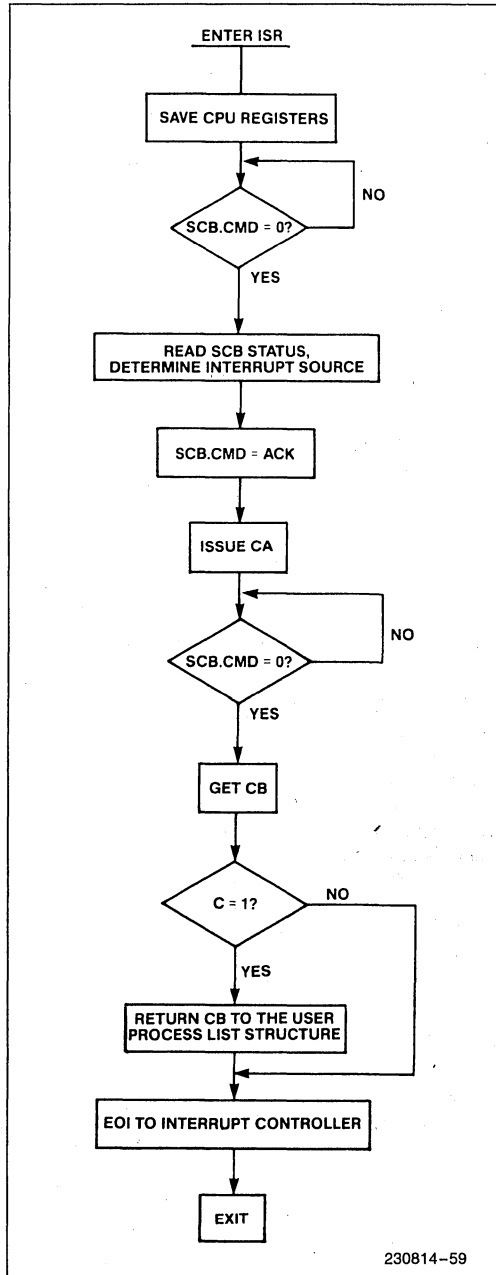 ENTER ISR
SAVE CPU REGISTERS
NO
SCB.CMD = 0?
YES
READ SCB STATUS,
DETERMINE INTERRUPT SOURCE
SCB.CMD = ACK
ISSUE CA
NO
SCB.CMD = 0?
YES
GET CB
C = 1?
NO
YES
RETURN CB TO THE USER
PROCESS LIST STRUCTURE
EOI TO INTERRUPT CONTROLLER
EXIT
230814-59